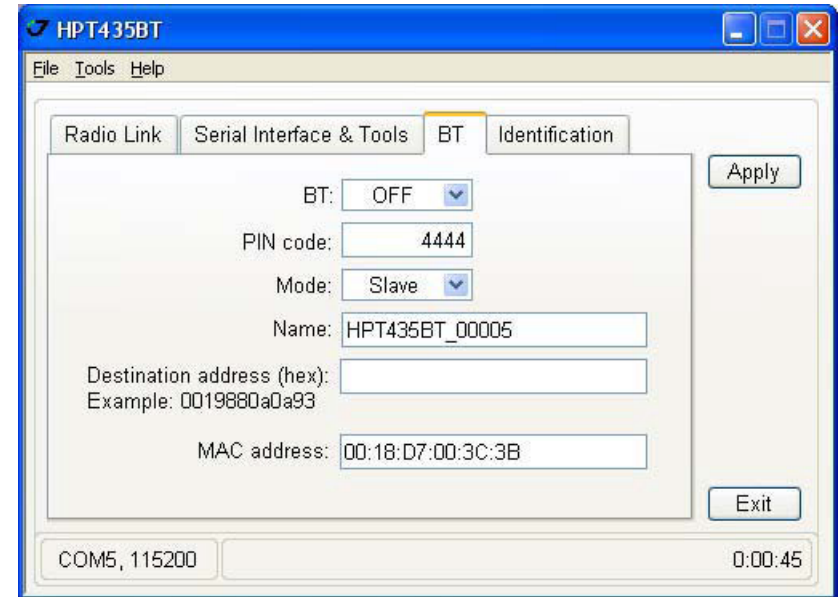 HPT435BT
File Tools Help
Radio Link Serial Interface & Tools BT Identification
Apply
BT: OFF
PIN code: 4444
Mode: Slave
Name: HPT435BT_00005
Destination address (hex):
Example: 0019880a0a93
MAC address: 00:18:D7:00:3C:3B
Exit
COM5, 115200 0:00:45